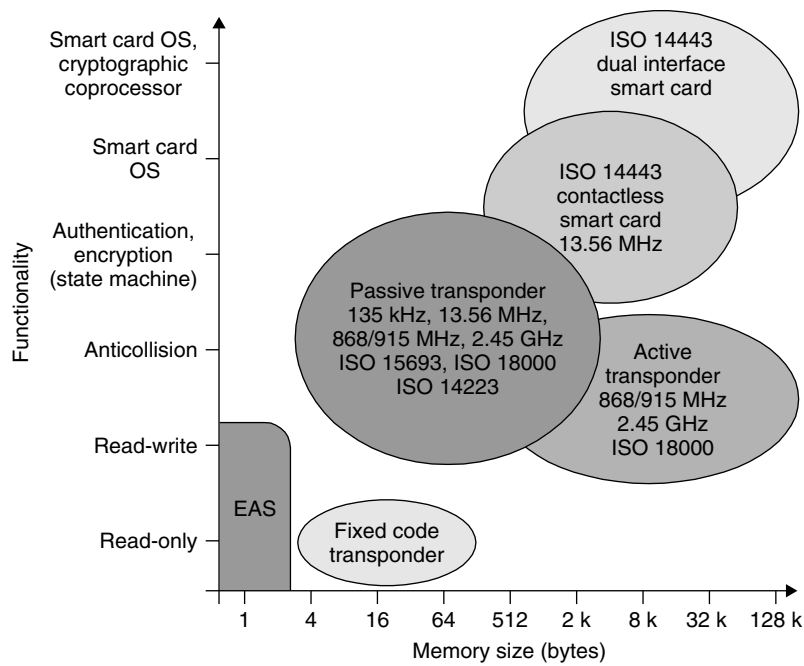 Smart card OS,
cryptographic
coprocessor
Smart card
OS
Authentication,
encryption
(state machine)
Anticollision
Read-write
Read-only
Functionality
ISO 14443
dual interface
smart card
ISO 14443
contactless
smart card
13.56 MHz
Passive transponder
135 kHz, 13.56 MHz,
868/915 MHz, 2.45 GHz
ISO 15693, ISO 18000
ISO 14223
Active
transponder
868/915 MHz
2.45 GHz
ISO 18000
EAS
Fixed code
transponder
1 4 16 64 512 2 k 8 k 32 k 128 k
Memory size (bytes)